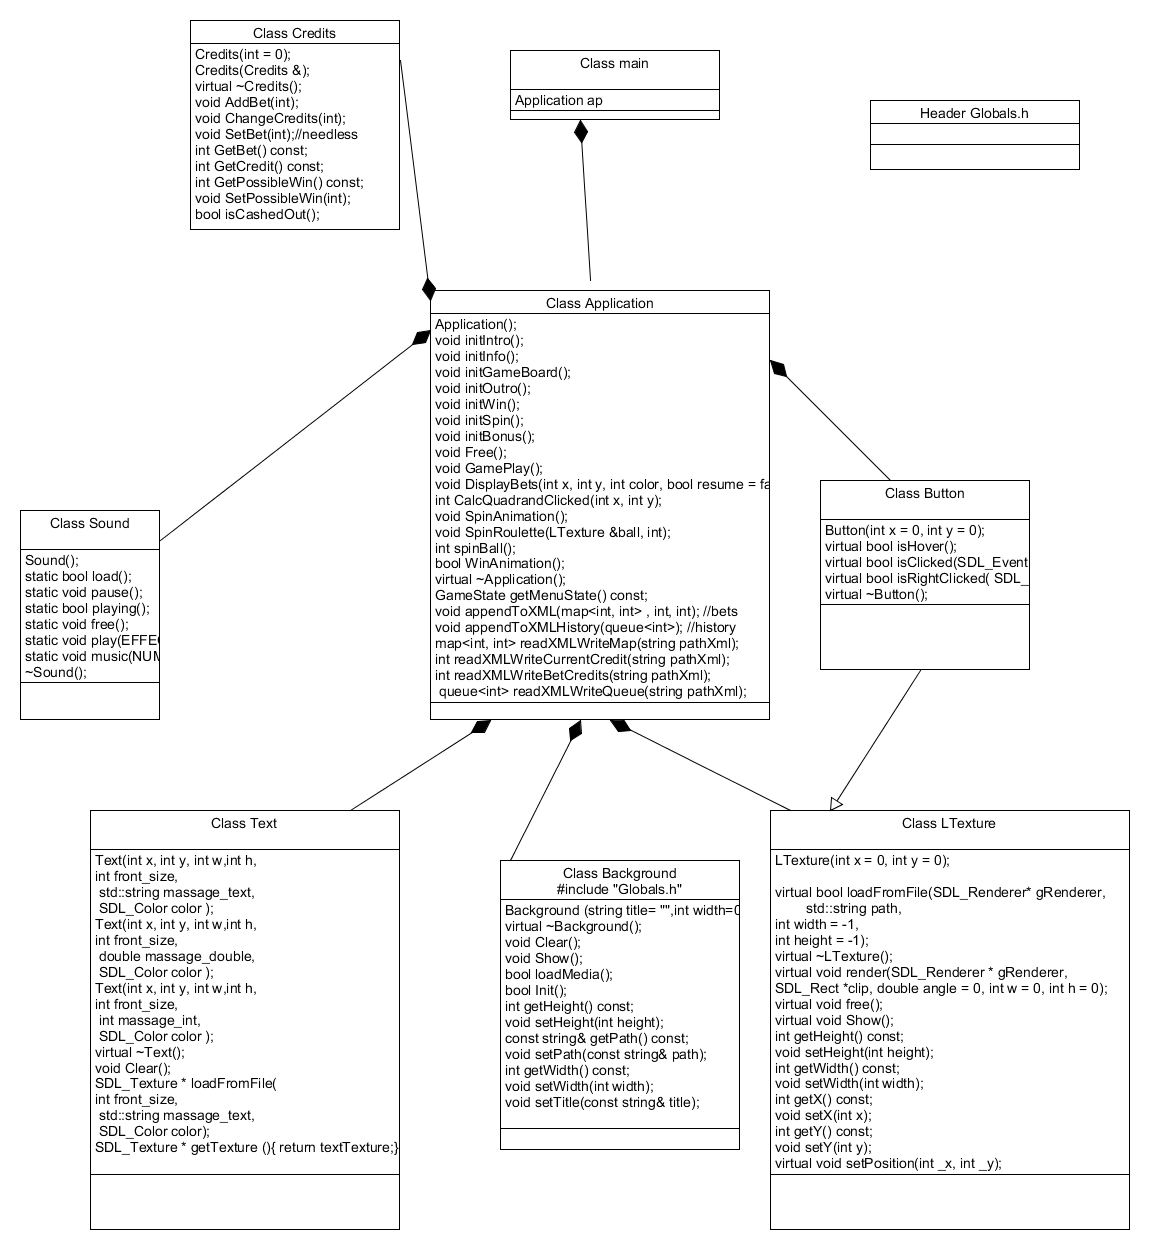 Class Credits
Credits(int = 0);
Credits(Credits &);
virtual ~Credits();
void AddBet(int);
void ChangeCredits(int);
void SetBet(int);//needless
int GetBet() const;
int GetCredit() const;
int GetPossibleWin() const;
void SetPossibleWin(int);
bool isCashedOut();
Class main
Application ap
Header Globals.h
Class Application
Application();
void initIntro();
void initInfo();
void initGameBoard();
void initOutro();
void initWin();
void initSpin();
void initBonus();
void Free();
void GamePlay();
void DisplayBets(int x, int y, int color, bool resume = fa
int CalcQuadrandClicked(int x, int y);
void SpinAnimation();
void SpinRoulette(LTexture &ball, int);
int spinBall();
bool WinAnimation();
virtual ~Application();
GameState getMenuState() const;
void appendToXML(map<int, int> , int, int); //bets
void appendToXMLHistory(queue<int>); //history
map<int, int> readXMLWriteMap(string pathXml);
int readXMLWriteCurrentCredit(string pathXml);
int readXMLWriteBetCredits(string pathXml);
queue<int> readXMLWriteQueue(string pathXml);
Class Button
Button(int x = 0, int y = 0);
virtual bool isHover();
virtual bool isClicked(SDL_Event
virtual bool isRightClicked( SDL_
virtual ~Button();
Class Sound
Sound();
static bool load();
static void pause();
static bool playing();
static void free();
static void play(EFFEC
static void music(NUM
~Sound();
Class Text
Text(int x, int y, int w,int h,
int front_size,
std::string massage_text,
SDL_Color color );
Text(int x, int y, int w,int h,
int front_size,
double massage_double,
SDL_Color color );
Text(int x, int y, int w,int h,
int front_size,
int massage_int,
SDL_Color color );
virtual ~Text();
void Clear();
SDL_Texture * loadFromFile(
int front_size,
std::string massage_text,
SDL_Color color);
SDL_Texture * getTexture (){ return textTexture;}
Class Background
#include "Globals.h"
Background (string title= "",int width=0
virtual ~Background();
void Clear();
void Show();
bool loadMedia();
bool Init();
int getHeight() const;
void setHeight(int height);
const string& getPath() const;
void setPath(const string& path);
int getWidth() const;
void setWidth(int width);
void setTitle(const string& title);
Class LTexture
LTexture(int x = 0, int y = 0);
virtual bool loadFromFile(SDL_Renderer* gRenderer,
std::string path,
int width = -1,
int height = -1);
virtual ~LTexture();
virtual void render(SDL_Renderer * gRenderer,
SDL_Rect *clip, double angle = 0, int w = 0, int h = 0);
virtual void free();
virtual void Show();
int getHeight() const;
void setHeight(int height);
int getWidth() const;
void setWidth(int width);
int getX() const;
void setX(int x);
int getY() const;
void setY(int y);
virtual void setPosition(int _x, int _y);